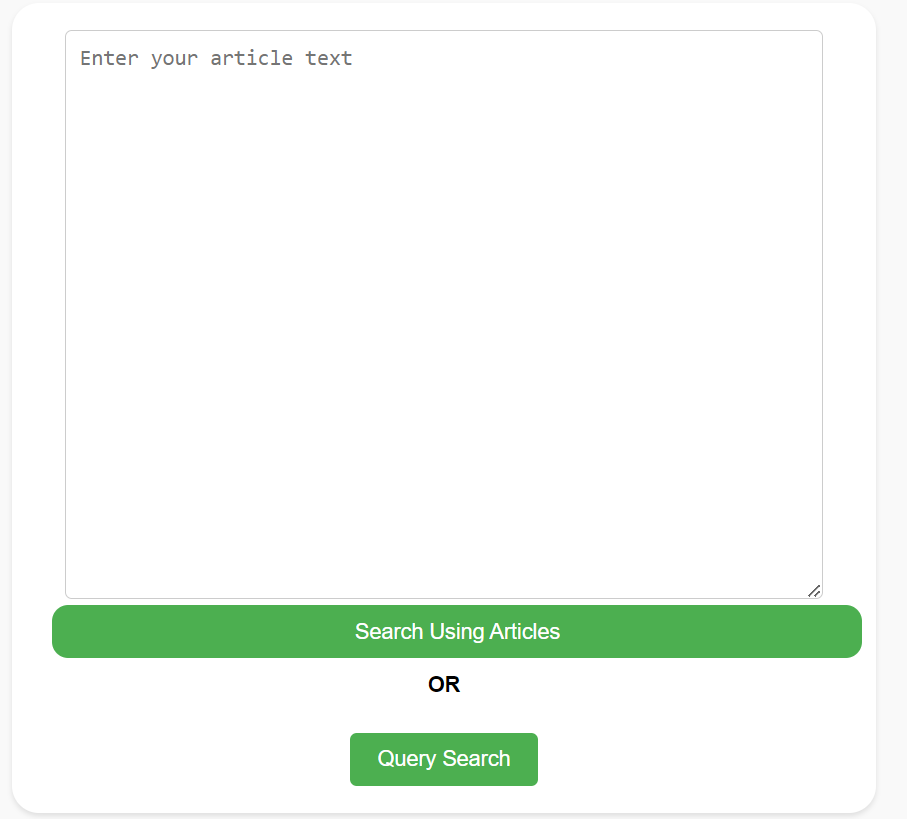 Enter your article text
Search Using Articles
OR
Query Search